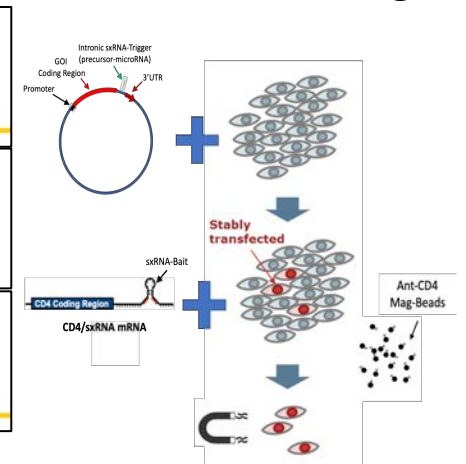 Intronic sxRNA-Trigger
(precursor-microRNA)
GOI
Coding Region
3'UTR
Promoter
Stably
transfected
sxRNA-Bait
CD4 Coding Region
CD4/sxRNA mRNA
Ant-CD4
Mag-Beads